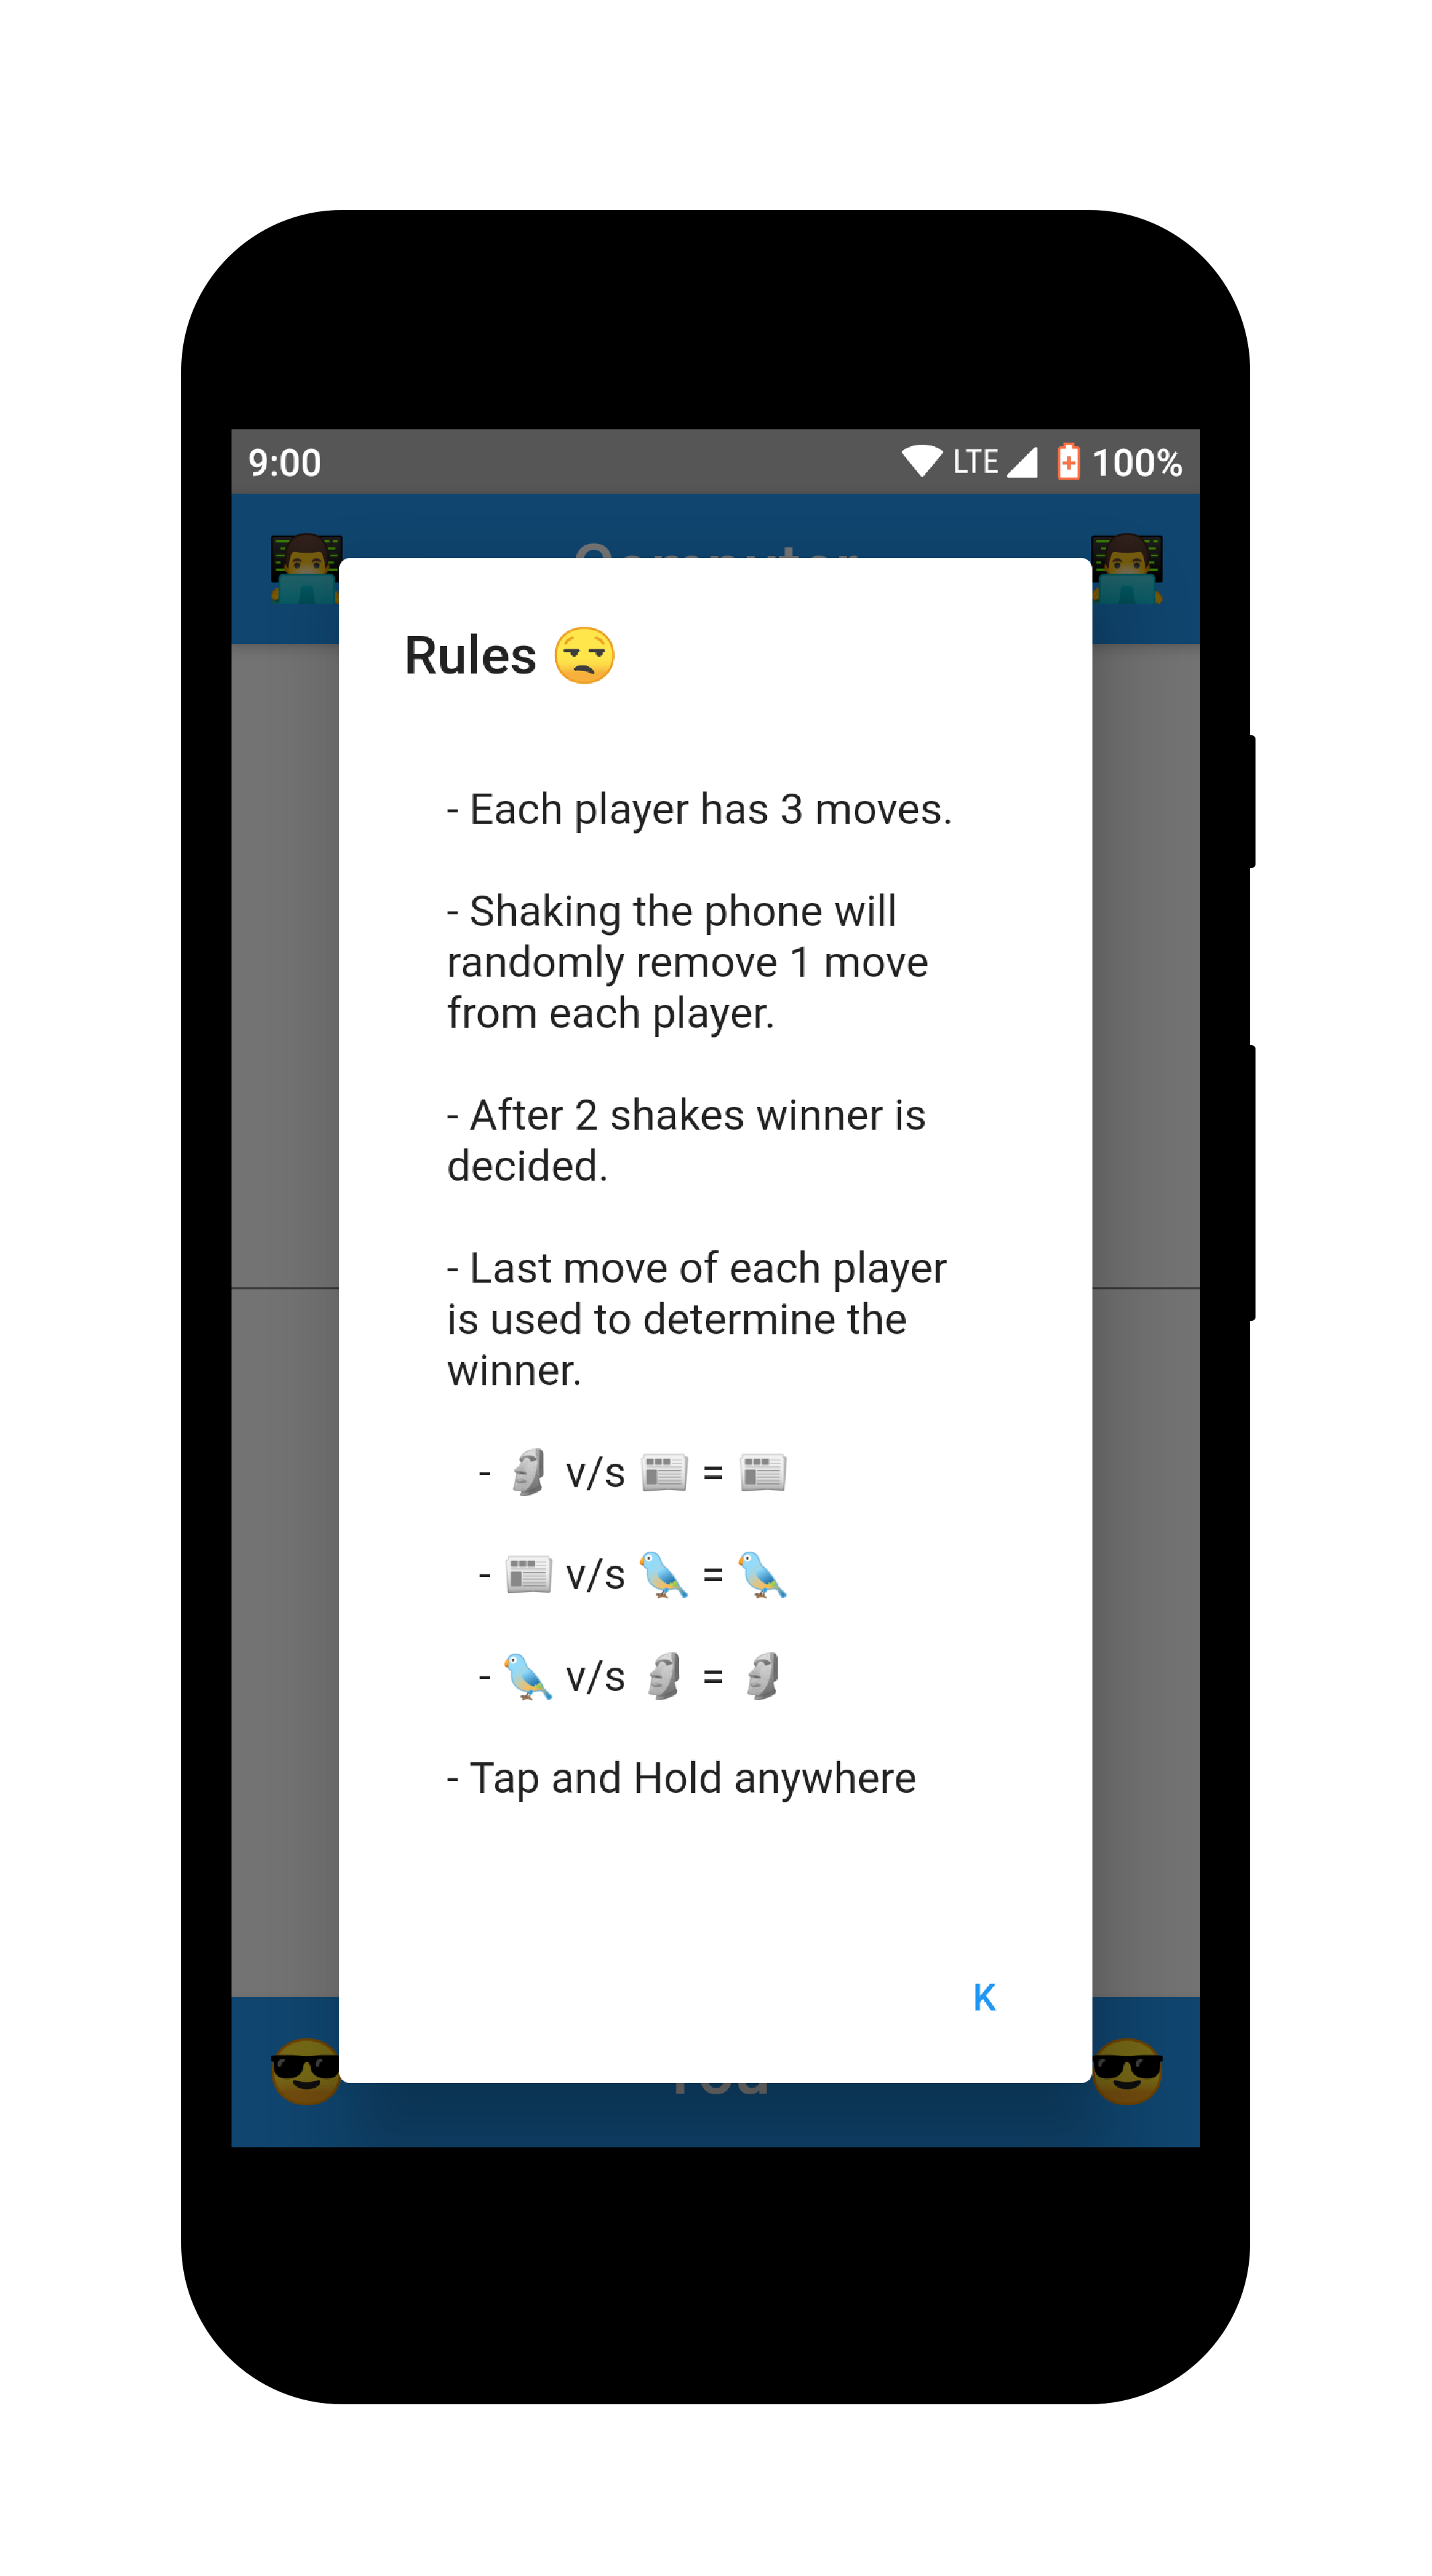 9:00 LTE 100%
Computer
Rules 😒
- Each player has 3 moves.
- Shaking the phone will
randomly remove 1 move
from each player.
- After 2 shakes winner is
decided.
- Last move of each player
is used to determine the
winner.
- 🗿 v/s 📰 = 📰
- 📰 v/s 🐦 = 🐦
- 🐦 v/s 🗿 = 🗿
- Tap and Hold anywhere
K
You